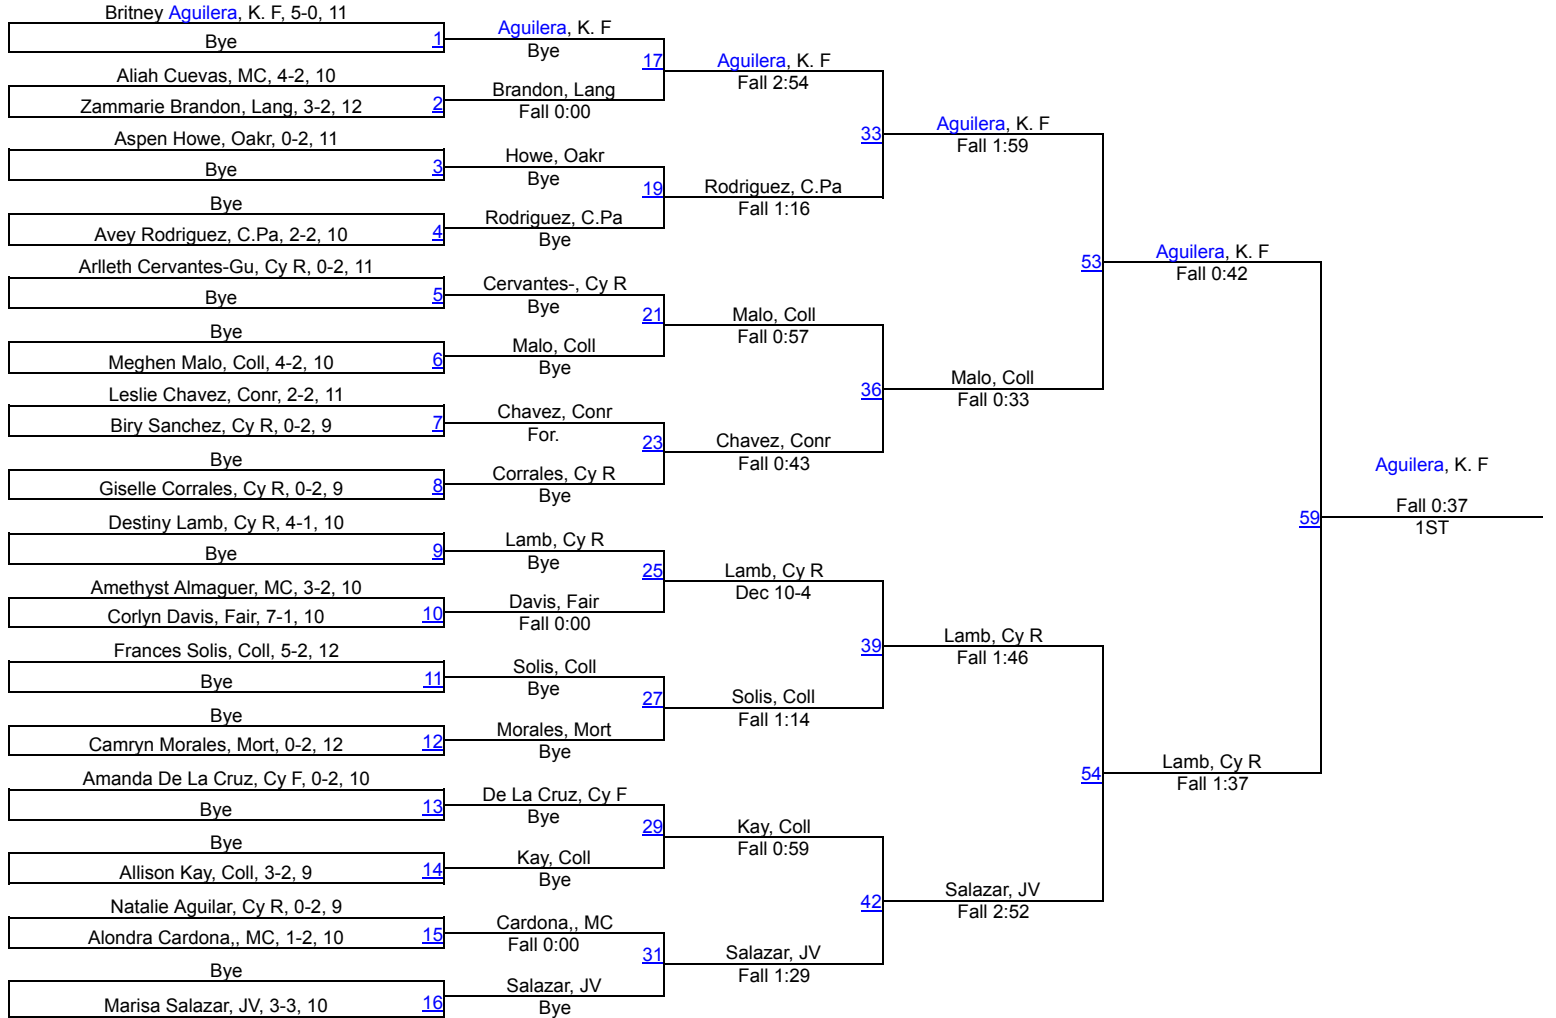 Britney Aguilera, K. F, 5-0, 11
Bye
1
Aliah Cuevas, MC, 4-2, 10
Zammarie Brandon, Lang, 3-2, 12
2
Aspen Howe, Oakr, 0-2, 11
Bye
3
Bye
Avey Rodriguez, C.Pa, 2-2, 10
4
Arlleth Cervantes-Gu, Cy R, 0-2, 11
Bye
5
Bye
Meghen Malo, Coll, 4-2, 10
6
Leslie Chavez, Conr, 2-2, 11
Biry Sanchez, Cy R, 0-2, 9
7
Bye
Giselle Corrales, Cy R, 0-2, 9
8
Destiny Lamb, Cy R, 4-1, 10
Bye
9
Amethyst Almaguer, MC, 3-2, 10
Corlyn Davis, Fair, 7-1, 10
10
Frances Solis, Coll, 5-2, 12
Bye
11
Bye
Camryn Morales, Mort, 0-2, 12
12
Amanda De La Cruz, Cy F, 0-2, 10
Bye
13
Bye
Allison Kay, Coll, 3-2, 9
14
Natalie Aguilar, Cy R, 0-2, 9
Alondra Cardona,, MC, 1-2, 10
15
Bye
Marisa Salazar, JV, 3-3, 10
16
Aguilera, K. F
Bye
17
Brandon, Lang
Fall 0:00
Howe, Oakr
Bye
19
Rodriguez, C.Pa
Bye
Cervantes-, Cy R
Bye
21
Malo, Coll
Bye
Chavez, Conr
For.
23
Corrales, Cy R
Bye
Lamb, Cy R
Bye
25
Davis, Fair
Fall 0:00
Solis, Coll
Bye
27
Morales, Mort
Bye
De La Cruz, Cy F
Bye
29
Kay, Coll
Bye
Cardona,, MC
Fall 0:00
31
Salazar, JV
Bye
Aguilera, K. F
Fall 2:54
33
Rodriguez, C.Pa
Fall 1:16
Malo, Coll
Fall 0:57
36
Chavez, Conr
Fall 0:43
Lamb, Cy R
Dec 10-4
39
Solis, Coll
Fall 1:14
Kay, Coll
Fall 0:59
42
Salazar, JV
Fall 1:29
Aguilera, K. F
Fall 1:59
53
Malo, Coll
Fall 0:33
Lamb, Cy R
Fall 1:46
54
Salazar, JV
Fall 2:52
Aguilera, K. F
Fall 0:42
59
Lamb, Cy R
Fall 1:37
Aguilera, K. F
Fall 0:37
1ST